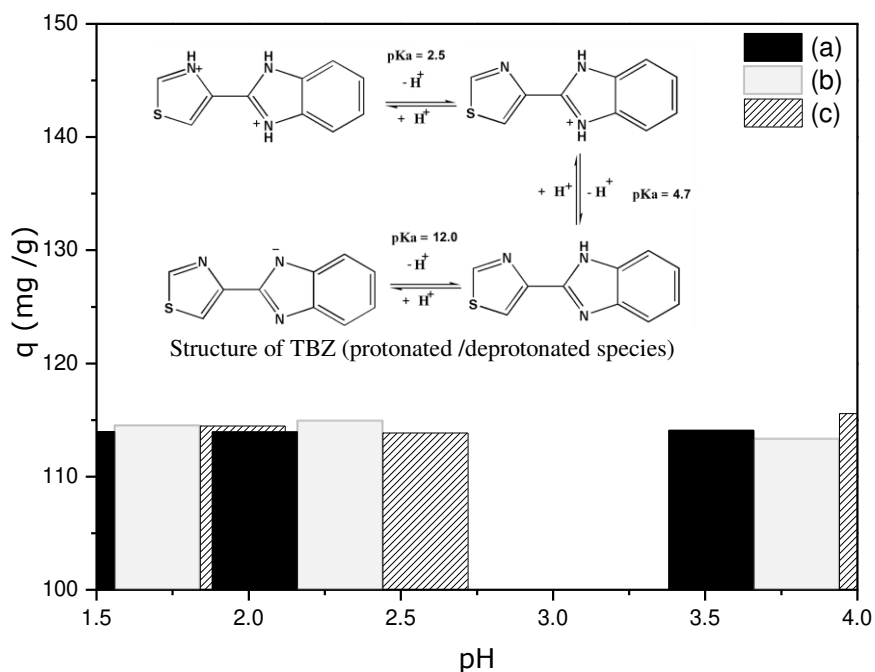 150
140
130
120
110
100
q (mg /g)
1.5 2.0 2.5 3.0 3.5 4.0
pH
(a)
(b)
(c)
H
N+
S
H
N
N
+
H
pKa = 2.5
- H+
+ H+
N
S
H
N
N
+
H
+ H+ - H+ pKa = 4.7
N
S
N
–
N
pKa = 12.0
- H+
+ H+
N
S
H
N
N
Structure of TBZ (protonated /deprotonated species)